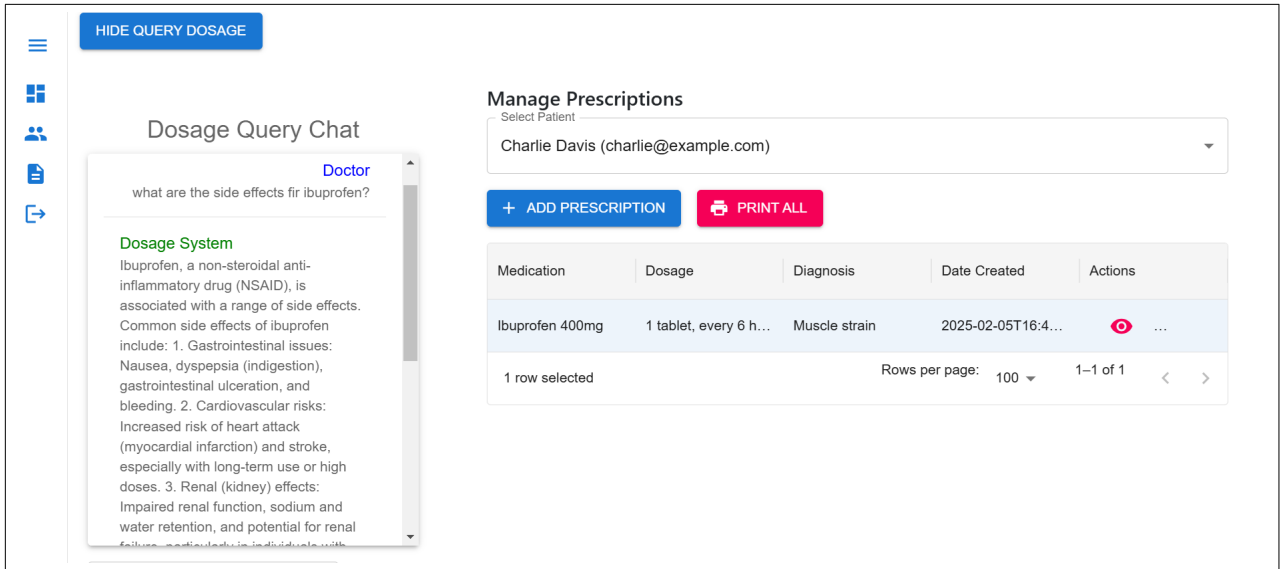 HIDE QUERY DOSAGE
Dosage Query Chat
Doctor
what are the side effects fir ibuprofen?
Dosage System
Ibuprofen, a non-steroidal anti-
inflammatory drug (NSAID), is
associated with a range of side effects.
Common side effects of ibuprofen
include: 1. Gastrointestinal issues:
Nausea, dyspepsia (indigestion),
gastrointestinal ulceration, and
bleeding. 2. Cardiovascular risks:
Increased risk of heart attack
(myocardial infarction) and stroke,
especially with long-term use or high
doses. 3. Renal (kidney) effects:
Impaired renal function, sodium and
water retention, and potential for renal
failure, particularly in individuals with
Manage Prescriptions
Select Patient
Charlie Davis (charlie@example.com)
+ ADD PRESCRIPTION PRINT ALL
Medication Dosage Diagnosis Date Created Actions
Ibuprofen 400mg 1 tablet, every 6 h... Muscle strain 2025-02-05T16:4... ...
1 row selected Rows per page: 100 1–1 of 1